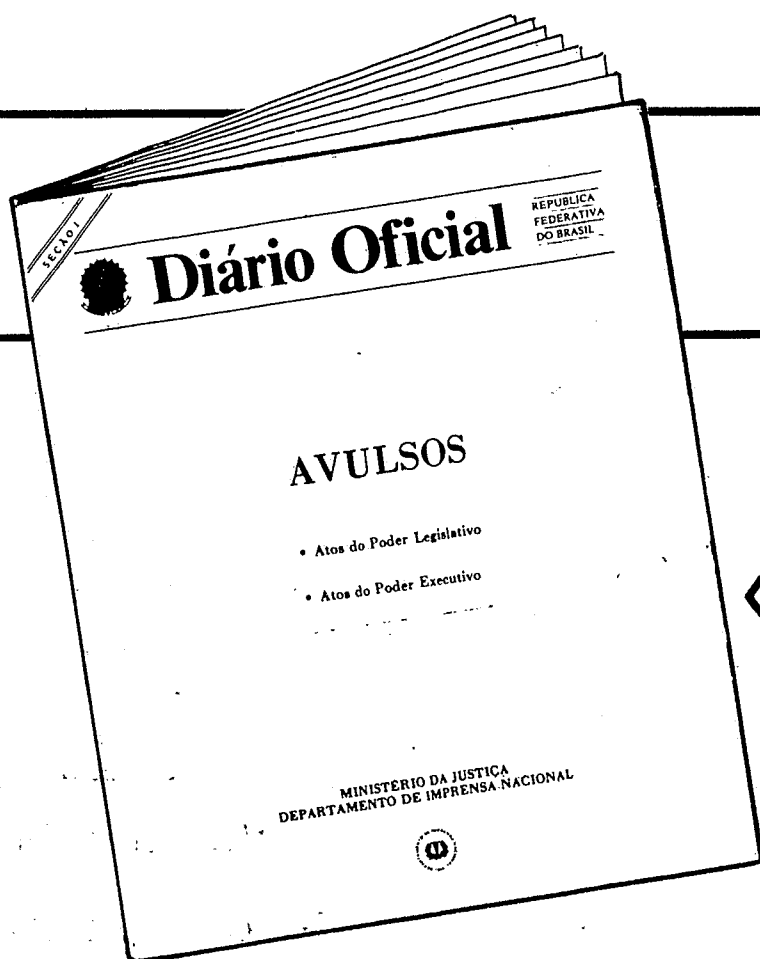 SEÇÃO I
Diário Oficial
REPUBLICA
FEDERATIVA
DO BRASIL
AVULSOS
• Atos do Poder Legislativo
• Atos do Poder Executivo
MINISTÉRIO DA JUSTIÇA
DEPARTAMENTO DE IMPRENSA NACIONAL